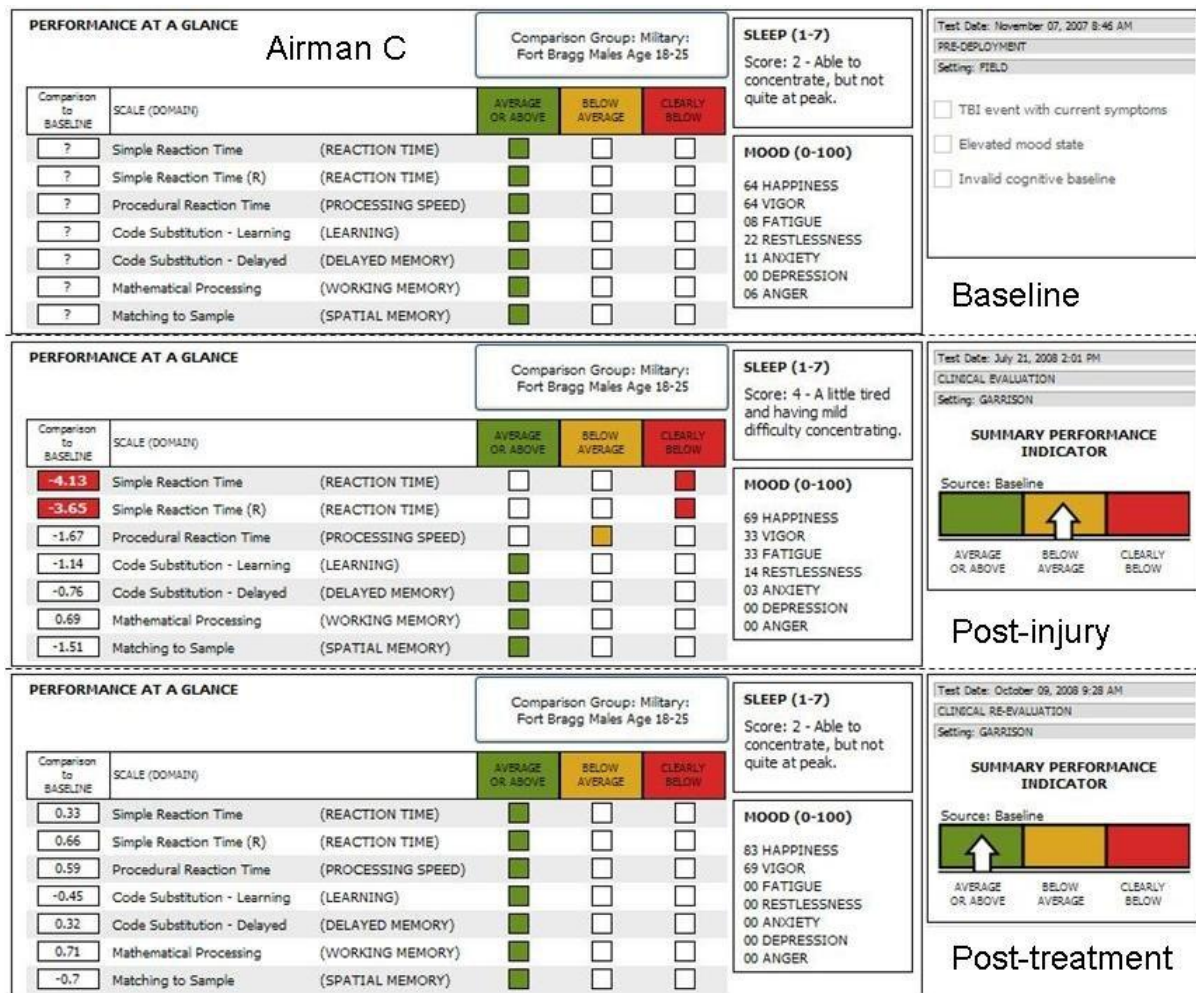 PERFORMANCE AT A GLANCE
Airman C
Comparison Group: Military:
Fort Bragg Males Age 18-25
Comparison
to
BASELINE
SCALE (DOMAIN)
AVERAGE
OR ABOVE
BELOW
AVERAGE
CLEARLY
BELOW
? Simple Reaction Time (REACTION TIME)
? Simple Reaction Time (R) (REACTION TIME)
? Procedural Reaction Time (PROCESSING SPEED)
? Code Substitution - Learning (LEARNING)
? Code Substitution - Delayed (DELAYED MEMORY)
? Mathematical Processing (WORKING MEMORY)
? Matching to Sample (SPATIAL MEMORY)
SLEEP (1-7)
Score: 2 - Able to
concentrate, but not
quite at peak.
MOOD (0-100)
64 HAPPINESS
64 VIGOR
08 FATIGUE
22 RESTLESSNESS
11 ANXIETY
00 DEPRESSION
06 ANGER
Test Date: November 07, 2007 8:46 AM
PRE-DEPLOYMENT
Setting: FIELD
TBI event with current symptoms
Elevated mood state
Invalid cognitive baseline
Baseline
PERFORMANCE AT A GLANCE
Comparison Group: Military:
Fort Bragg Males Age 18-25
Comparison
to
BASELINE
SCALE (DOMAIN)
AVERAGE
OR ABOVE
BELOW
AVERAGE
CLEARLY
BELOW
-4.13 Simple Reaction Time (REACTION TIME)
-3.65 Simple Reaction Time (R) (REACTION TIME)
-1.67 Procedural Reaction Time (PROCESSING SPEED)
-1.14 Code Substitution - Learning (LEARNING)
-0.76 Code Substitution - Delayed (DELAYED MEMORY)
0.69 Mathematical Processing (WORKING MEMORY)
-1.51 Matching to Sample (SPATIAL MEMORY)
SLEEP (1-7)
Score: 4 - A little tired
and having mild
difficulty concentrating.
MOOD (0-100)
69 HAPPINESS
33 VIGOR
33 FATIGUE
14 RESTLESSNESS
03 ANXIETY
00 DEPRESSION
00 ANGER
Test Date: July 21, 2008 2:01 PM
CLINICAL EVALUATION
Setting: GARRISON
SUMMARY PERFORMANCE
INDICATOR
Source: Baseline
AVERAGE
OR ABOVE
BELOW
AVERAGE
CLEARLY
BELOW
Post-injury
PERFORMANCE AT A GLANCE
Comparison Group: Military:
Fort Bragg Males Age 18-25
Comparison
to
BASELINE
SCALE (DOMAIN)
AVERAGE
OR ABOVE
BELOW
AVERAGE
CLEARLY
BELOW
0.33 Simple Reaction Time (REACTION TIME)
0.66 Simple Reaction Time (R) (REACTION TIME)
0.59 Procedural Reaction Time (PROCESSING SPEED)
-0.45 Code Substitution - Learning (LEARNING)
0.32 Code Substitution - Delayed (DELAYED MEMORY)
0.71 Mathematical Processing (WORKING MEMORY)
-0.7 Matching to Sample (SPATIAL MEMORY)
SLEEP (1-7)
Score: 2 - Able to
concentrate, but not
quite at peak.
MOOD (0-100)
83 HAPPINESS
69 VIGOR
00 FATIGUE
00 RESTLESSNESS
00 ANXIETY
00 DEPRESSION
00 ANGER
Test Date: October 09, 2008 9:28 AM
CLINICAL RE-EVALUATION
Setting: GARRISON
SUMMARY PERFORMANCE
INDICATOR
Source: Baseline
AVERAGE
OR ABOVE
BELOW
AVERAGE
CLEARLY
BELOW
Post-treatment